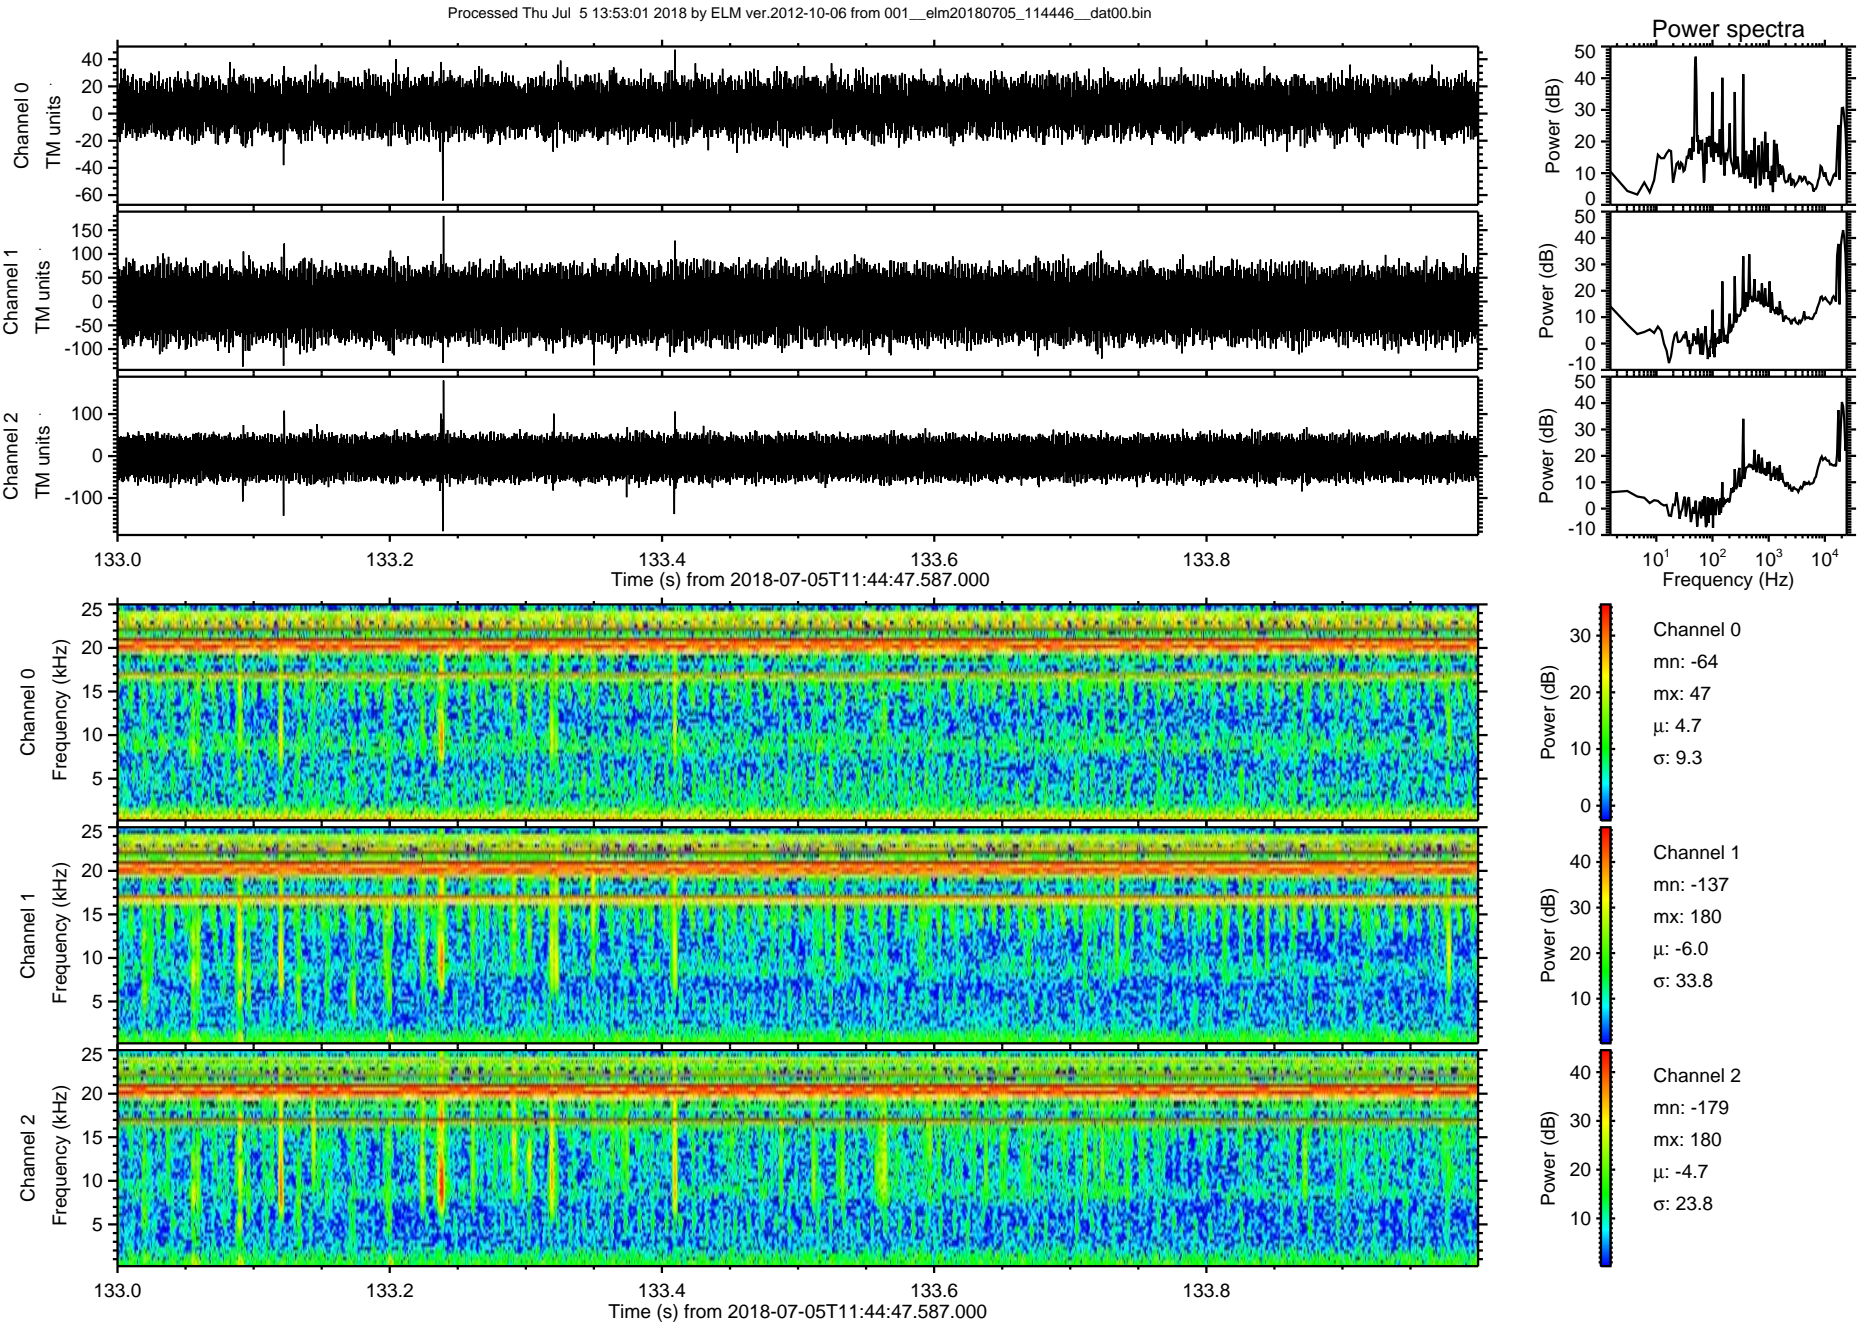 Processed Thu Jul 5 13:53:01 2018 by ELM ver.2012-10-06 from 001__elm20180705_114446__dat00.bin
Power spectra
Channel 0
TM units
40
20
0
-20
-40
-60
Power (dB)
50
40
30
20
10
0
Channel 1
TM units
150
100
50
0
-50
-100
Power (dB)
50
40
30
20
10
0
-10
Channel 2
TM units
100
0
-100
Power (dB)
50
40
30
20
10
0
-10
133.0 133.2 133.4 133.6 133.8
Time (s) from 2018-07-05T11:44:47.587.000
10¹ 10² 10³ 10⁴
Frequency (Hz)
Channel 0
Frequency (kHz)
25
20
15
10
5
Power (dB)
30
20
10
0
Channel 0
mn: -64
mx: 47
µ: 4.7
σ: 9.3
Channel 1
Frequency (kHz)
25
20
15
10
5
Power (dB)
40
30
20
10
Channel 1
mn: -137
mx: 180
µ: -6.0
σ: 33.8
Channel 2
Frequency (kHz)
25
20
15
10
5
Power (dB)
40
30
20
10
Channel 2
mn: -179
mx: 180
µ: -4.7
σ: 23.8
133.0 133.2 133.4 133.6 133.8
Time (s) from 2018-07-05T11:44:47.587.000